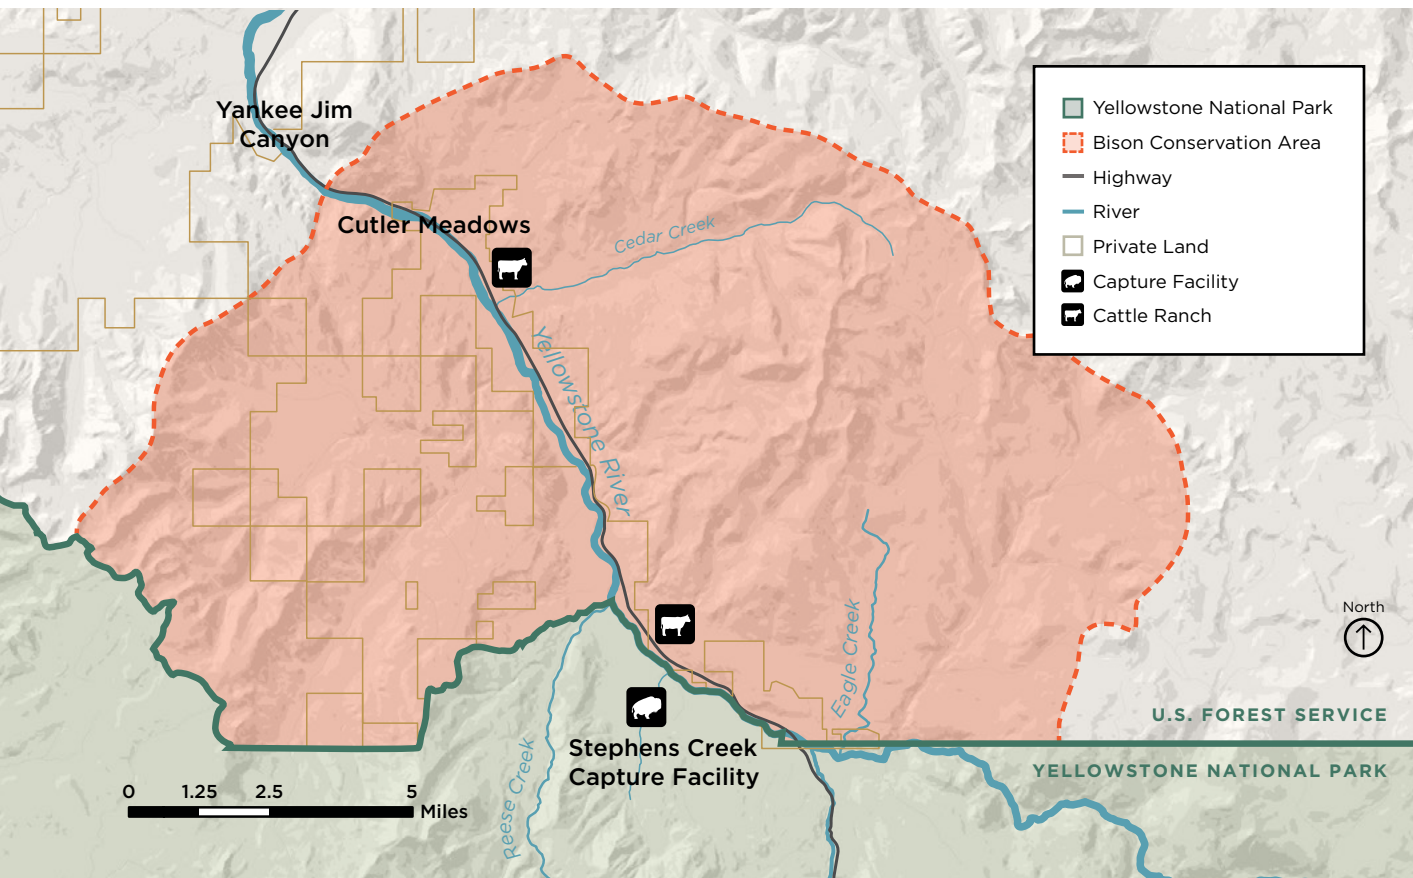 Yankee Jim
Canyon
Cutler Meadows
Cedar Creek
Yellowstone River
Eagle Creek
Reese Creek
Stephens Creek
Capture Facility
Yellowstone National Park
Bison Conservation Area
Highway
River
Private Land
Capture Facility
Cattle Ranch
North
U.S. FOREST SERVICE
YELLOWSTONE NATIONAL PARK
0 1.25 2.5 5
Miles